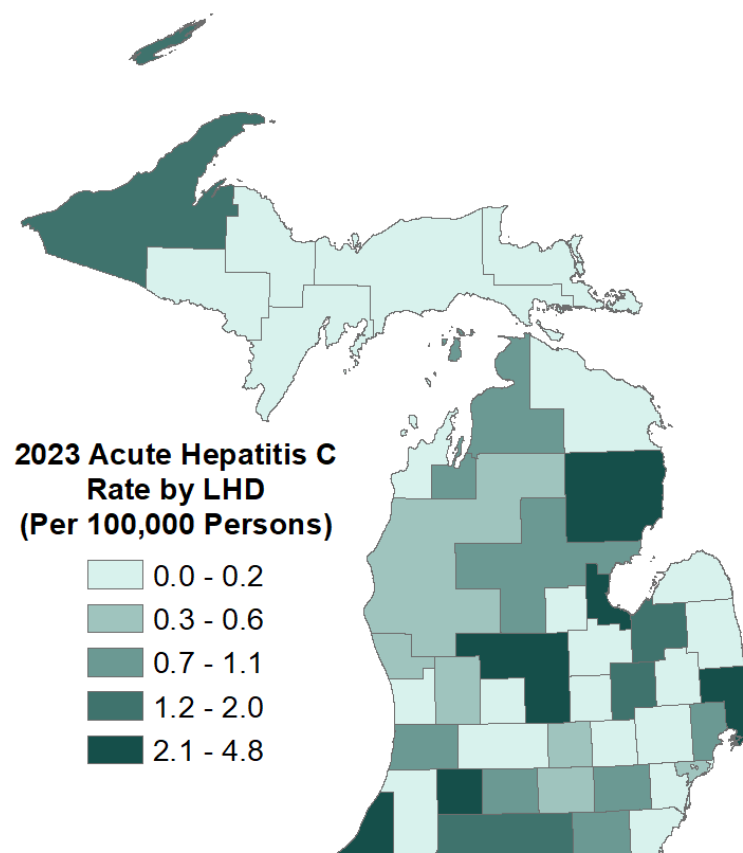 2023 Acute Hepatitis C
Rate by LHD
(Per 100,000 Persons)
0.0 - 0.2
0.3 - 0.6
0.7 - 1.1
1.2 - 2.0
2.1 - 4.8